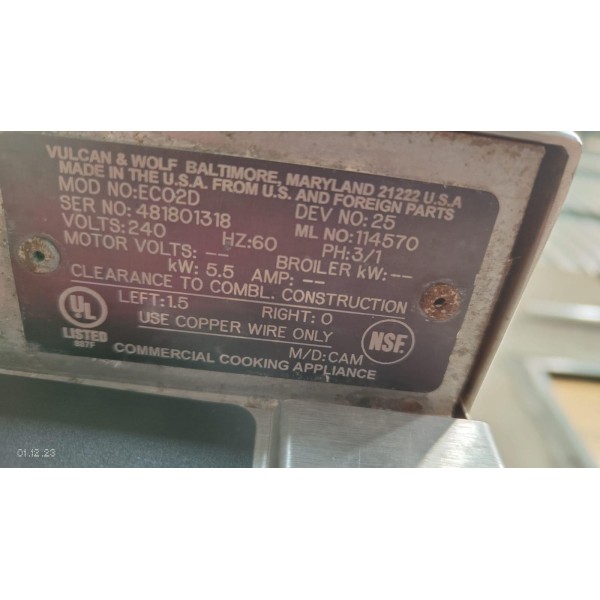 VULCAN & WOLF BALTIMORE, MARYLAND 21222 U.S.A
MADE IN THE U.S.A. FROM U.S. AND FOREIGN PARTS
MOD NO:ECO2D DEV NO:25
SER NO: 481801318 ML NO:114570
VOLTS:240 HZ:60 PH:3/1
MOTOR VOLTS: -- BROILER kW:--
kW: 5.5 AMP: --
CLEARANCE TO COMBL. CONSTRUCTION
LEFT:1.5 RIGHT: 0
USE COPPER WIRE ONLY
M/D:CAM
COMMERCIAL COOKING APPLIANCE
UL
LISTED
NSF
01.12.23